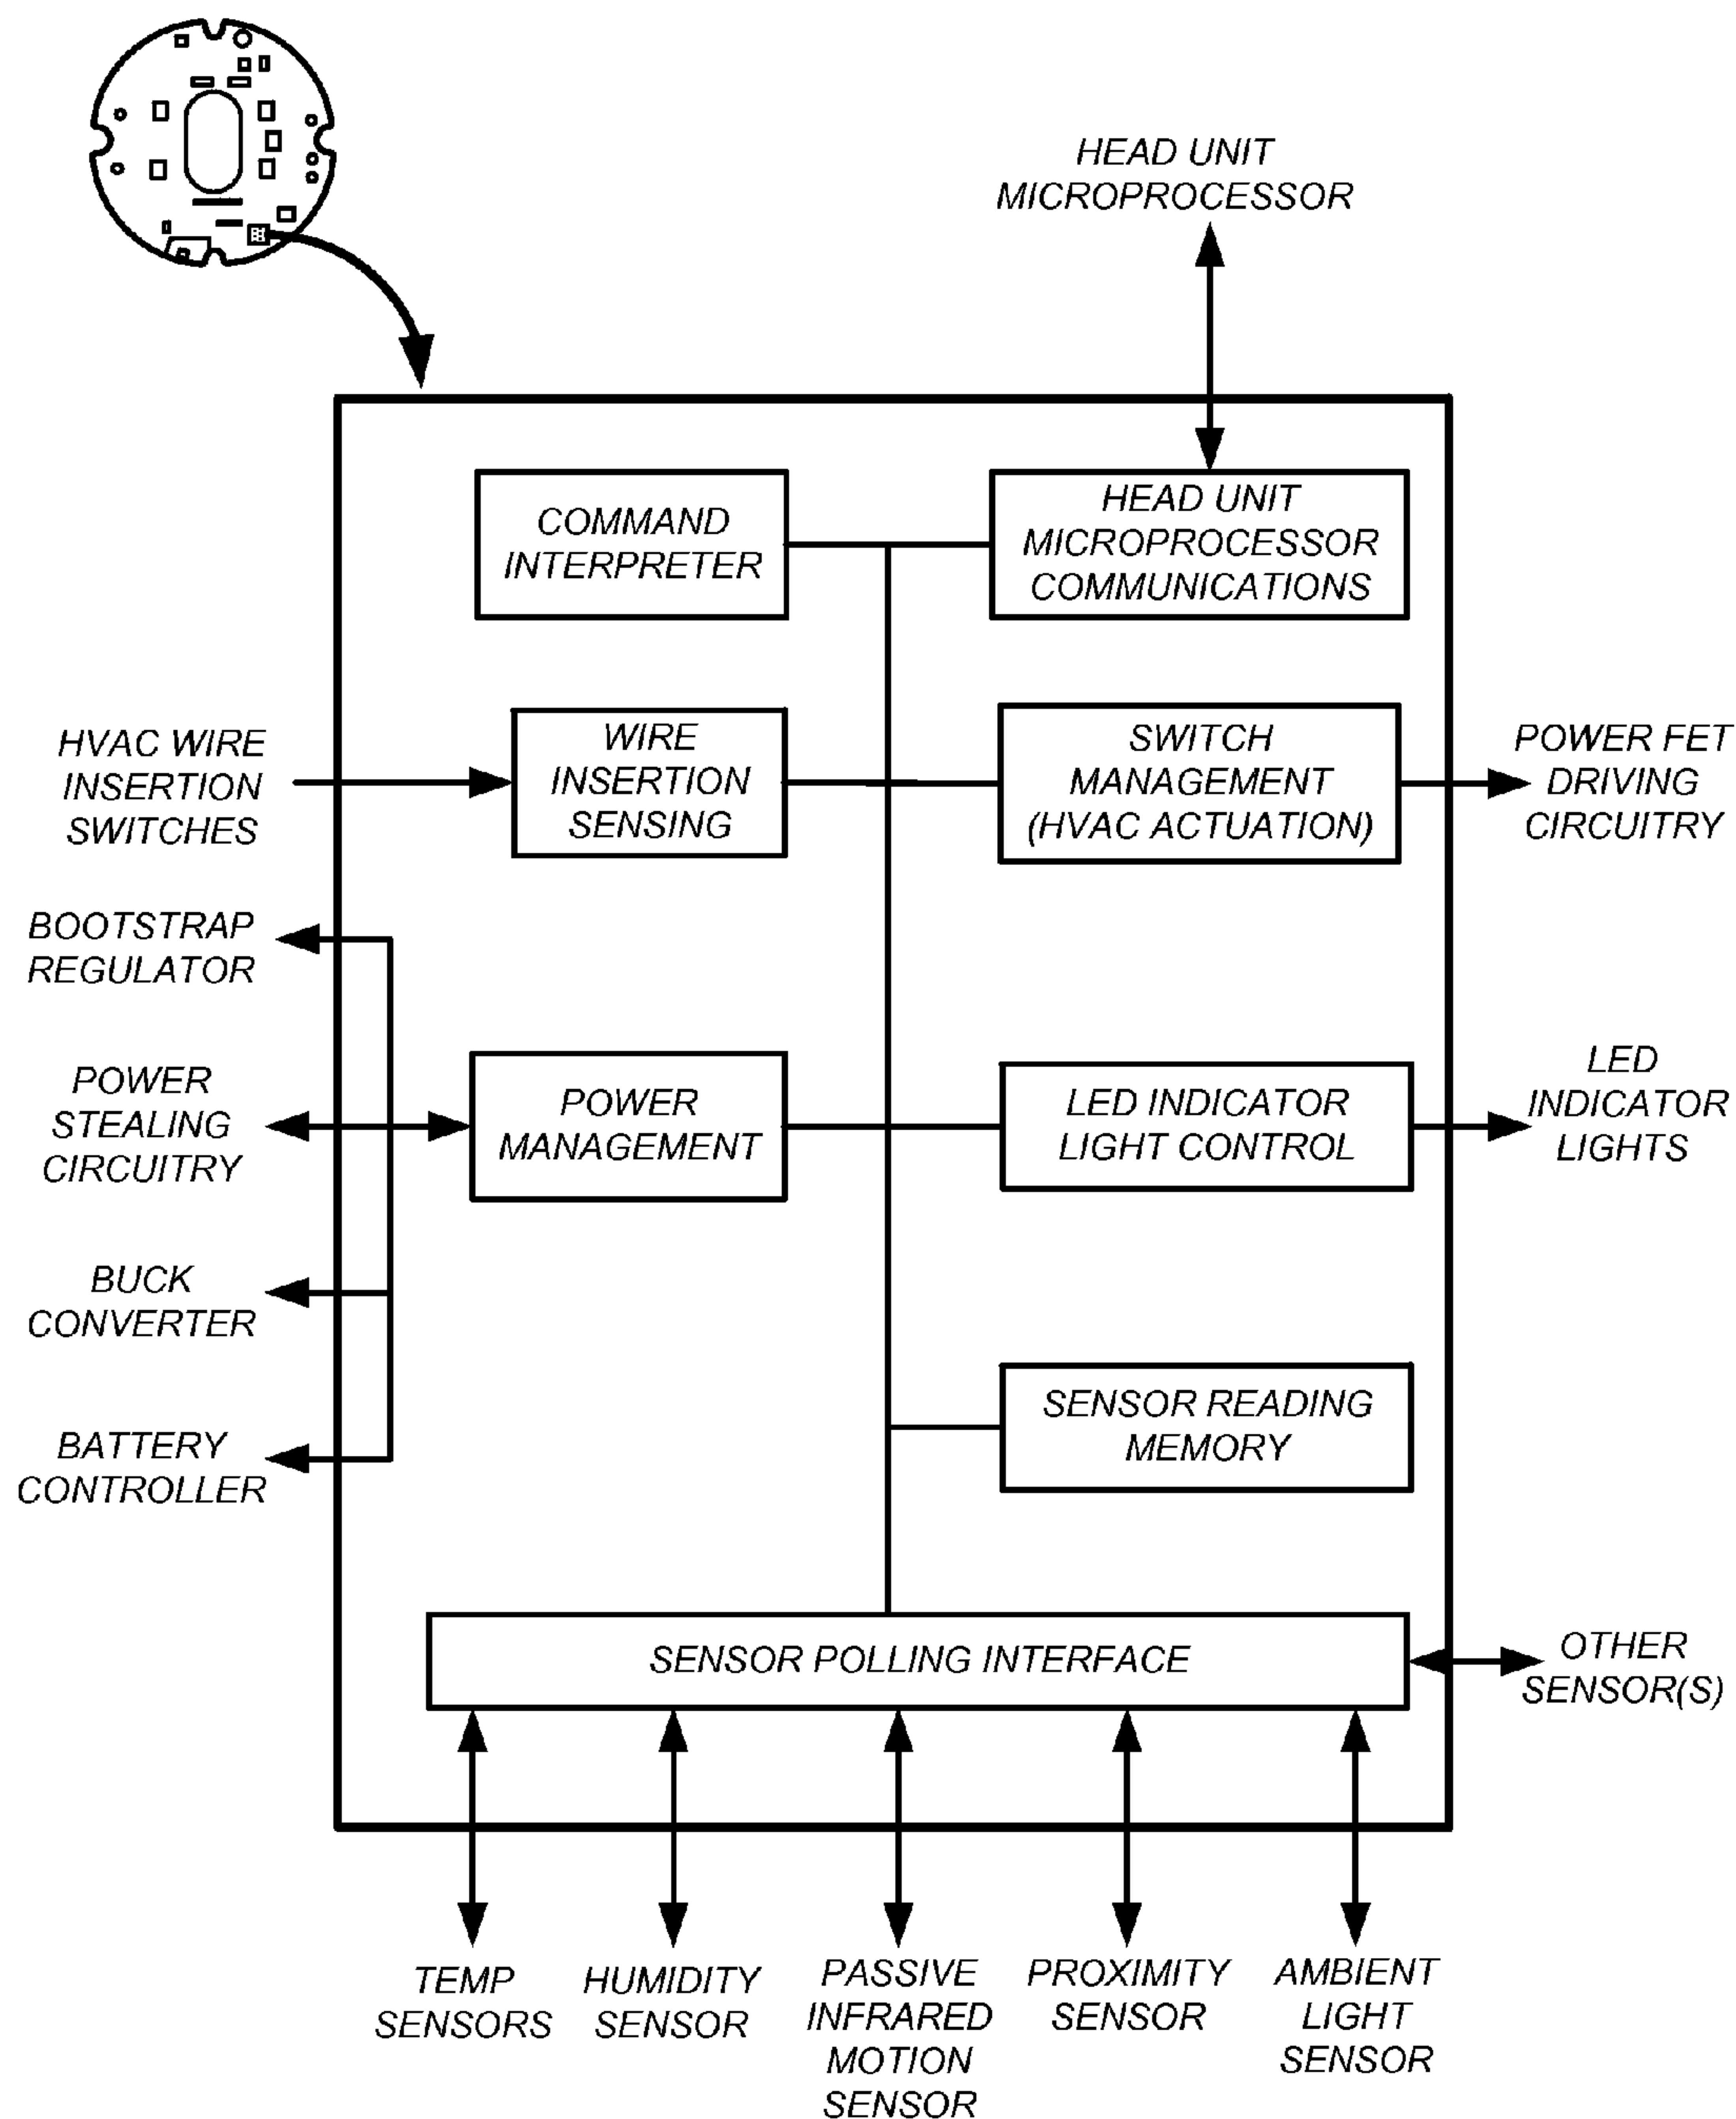 HEAD UNIT
MICROPROCESSOR
COMMAND
INTERPRETER
HEAD UNIT
MICROPROCESSOR
COMMUNICATIONS
HVAC WIRE
INSERTION
SWITCHES
WIRE
INSERTION
SENSING
SWITCH
MANAGEMENT
(HVAC ACTUATION)
POWER FET
DRIVING
CIRCUITRY
BOOTSTRAP
REGULATOR
POWER
STEALING
CIRCUITRY
POWER
MANAGEMENT
LED INDICATOR
LIGHT CONTROL
LED
INDICATOR
LIGHTS
BUCK
CONVERTER
SENSOR READING
MEMORY
BATTERY
CONTROLLER
SENSOR POLLING INTERFACE
OTHER
SENSOR(S)
TEMP
SENSORS
HUMIDITY
SENSOR
PASSIVE
INFRARED
MOTION
SENSOR
PROXIMITY
SENSOR
AMBIENT
LIGHT
SENSOR